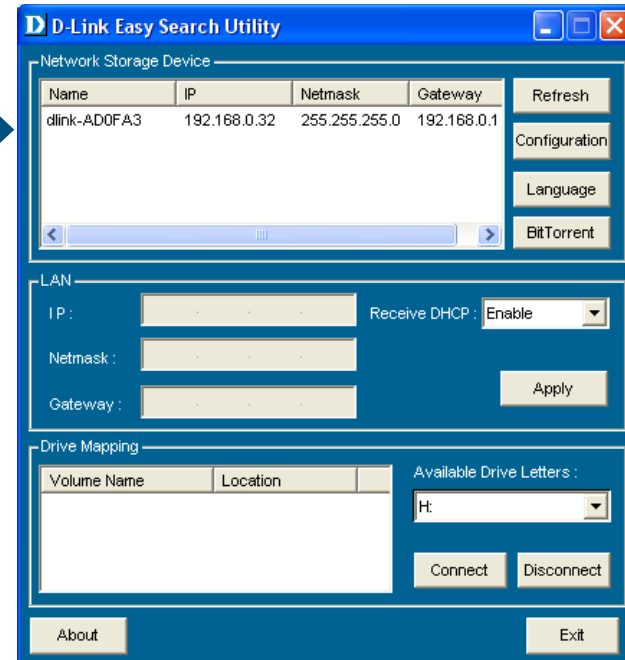 D D-Link Easy Search Utility
Network Storage Device
Name IP Netmask Gateway
dlink-AD0FA3 192.168.0.32 255.255.255.0 192.168.0.1
Refresh
Configuration
Language
BitTorrent
LAN
IP :
Receive DHCP : Enable
Netmask :
Gateway :
Apply
Drive Mapping
Volume Name Location
Available Drive Letters :
H:
Connect Disconnect
About Exit